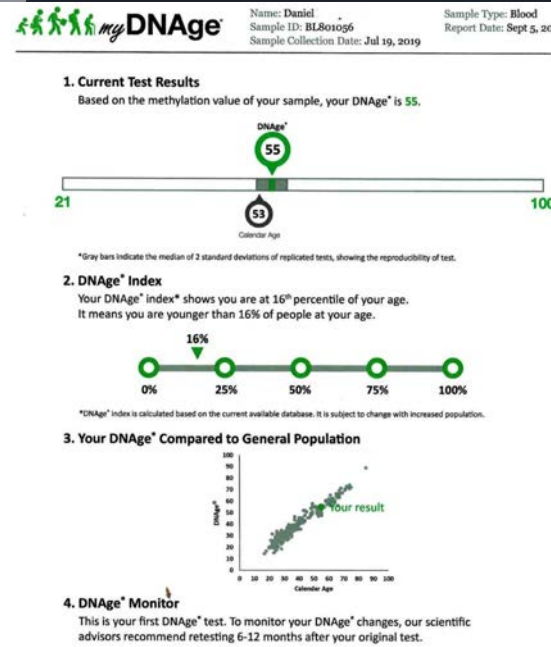 myDNAge®
Name: Daniel
Sample ID: BL801056
Sample Collection Date: Jul 19, 2019
Sample Type: Blood
Report Date: Sept 5, 20
1. Current Test Results
Based on the methylation value of your sample, your DNAge® is 55.
DNAge®
55
21
100
53
Calendar Age
*Gray bars indicate the median of 2 standard deviations of replicated tests, showing the reproducibility of test.
2. DNAge® Index
Your DNAge® index* shows you are at 16th percentile of your age.
It means you are younger than 16% of people at your age.
16%
0% 25% 50% 75% 100%
*DNAge® index is calculated based on the current available database. It is subject to change with increased population.
3. Your DNAge® Compared to General Population
100
90
80
70
60
50
40
30
20
10
0
DNAge®
Your result
0 10 20 30 40 50 60 70 80 90 100
Calendar Age
4. DNAge® Monitor
This is your first DNAge® test. To monitor your DNAge® changes, our scientific
advisors recommend retesting 6-12 months after your original test.